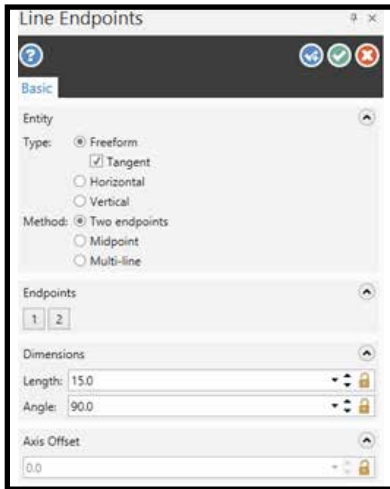 Line Endpoints
Basic
Entity
Type: Freeform
Tangent
Horizontal
Vertical
Method: Two endpoints
Midpoint
Multi-line
Endpoints
1 2
Dimensions
Length: 15.0
Angle: 90.0
Axis Offset
0.0